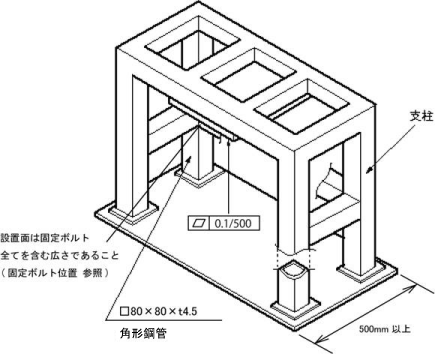 支柱
0.1/500
設置面は固定ボルト
全てを含む広さであること
(固定ボルト位置 参照)
□80×80×t4.5
角形鋼管
500mm 以上